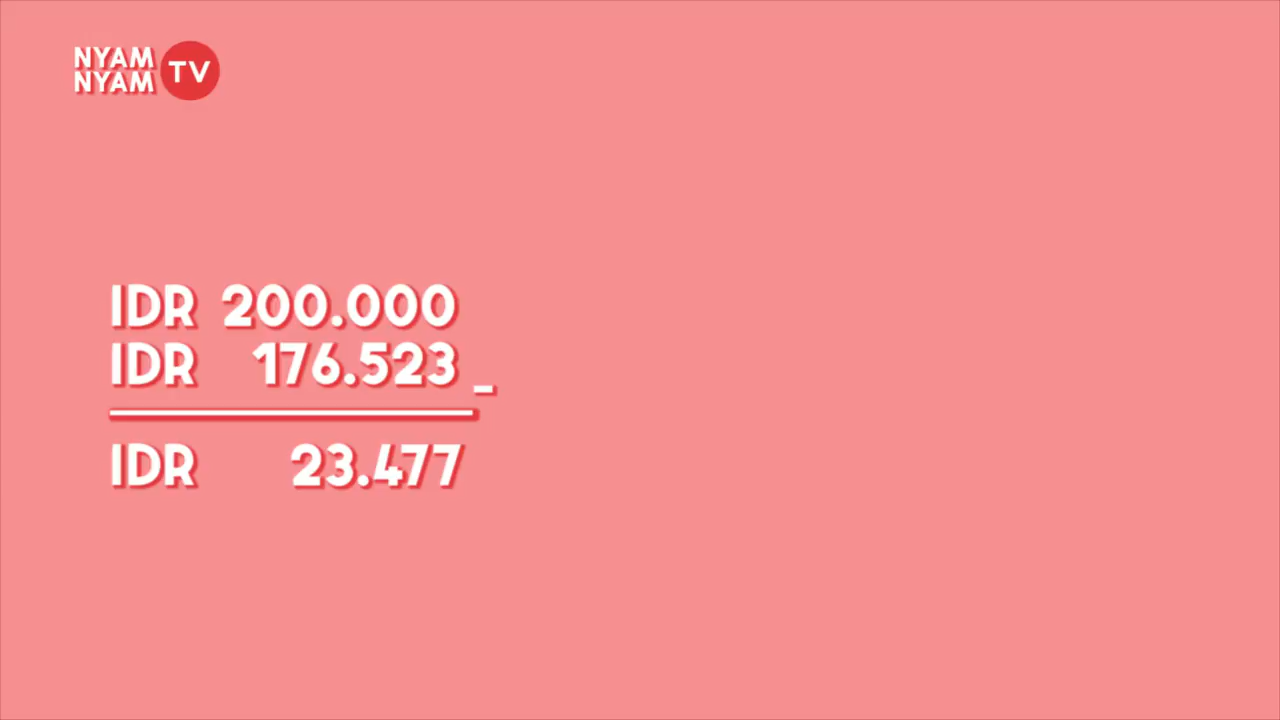 NYAM
NYAM
TV
IDR 200.000
IDR 176.523 -
IDR 23.477